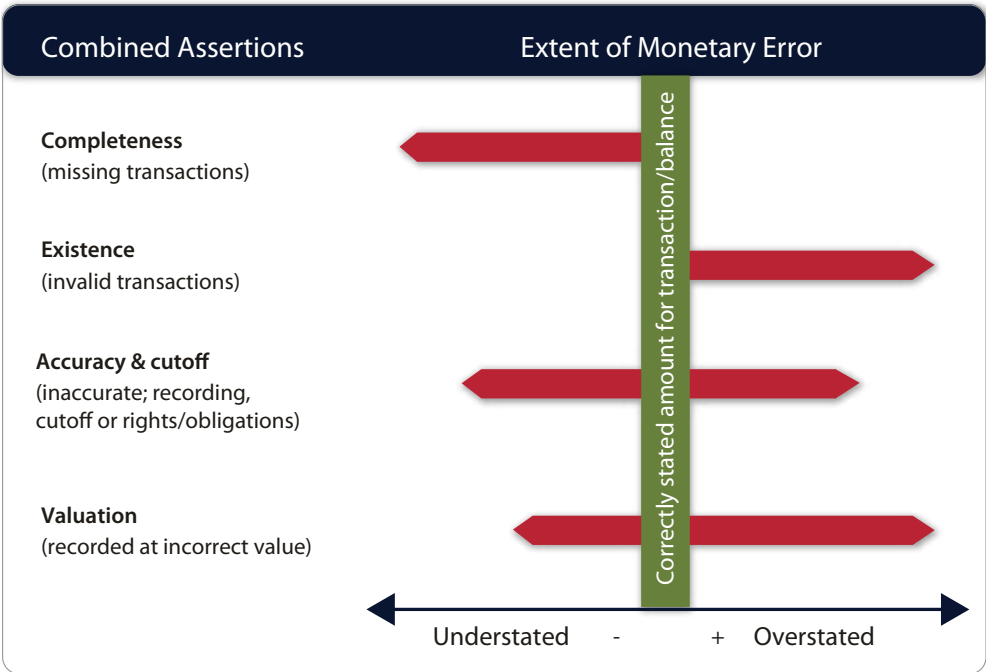 Combined Assertions
Extent of Monetary Error
Completeness
(missing transactions)
Existence
(invalid transactions)
Accuracy & cutoff
(inaccurate; recording,
cutoff or rights/obligations)
Valuation
(recorded at incorrect value)
Correctly stated amount for transaction/balance
Understated - + Overstated